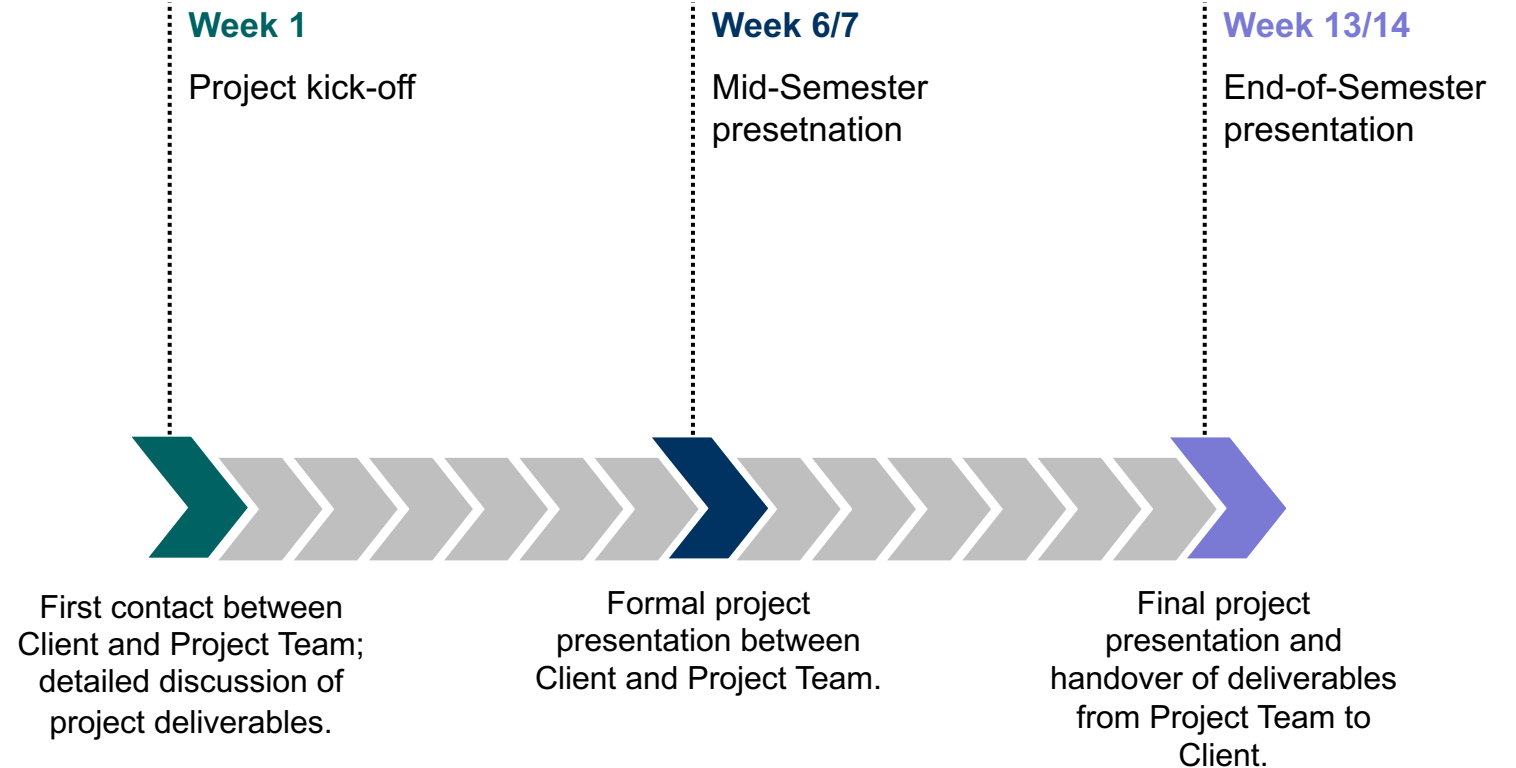 Week 1
Project kick-off
Week 6/7
Mid-Semester
presetnation
Week 13/14
End-of-Semester
presentation
First contact between
Client and Project Team;
detailed discussion of
project deliverables.
Formal project
presentation between
Client and Project Team.
Final project
presentation and
handover of deliverables
from Project Team to
Client.